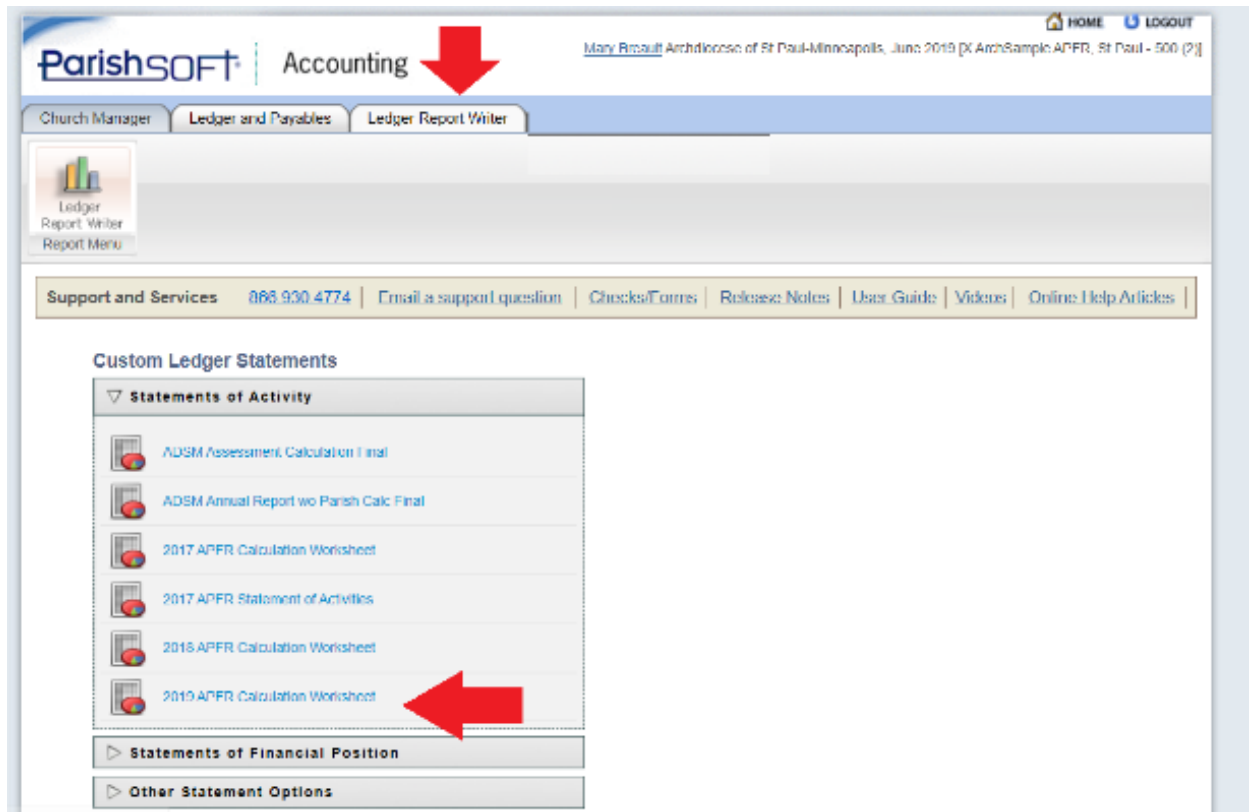 HOME LOGOUT
ParishSOFT Accounting
Mary Breault Archdiocese of St Paul-Minneapolis, June 2019 [X ArchSample APFR, St Paul - 500 (2)]
Church Manager Ledger and Payables Ledger Report Writer
Ledger
Report Writer
Report Menu
Support and Services 866 930 4774 | Email a support question | Checks/Forms | Release Notes | User Guide | Videos | Online Help Articles |
Custom Ledger Statements
Statements of Activity
ADSM Assessment Calculation Final
ADSM Annual Report wo Parish Calc Final
2017 APFR Calculation Worksheet
2017 APFR Statement of Activities
2018 APFR Calculation Worksheet
2019 APFR Calculation Worksheet
Statements of Financial Position
Other Statement Options